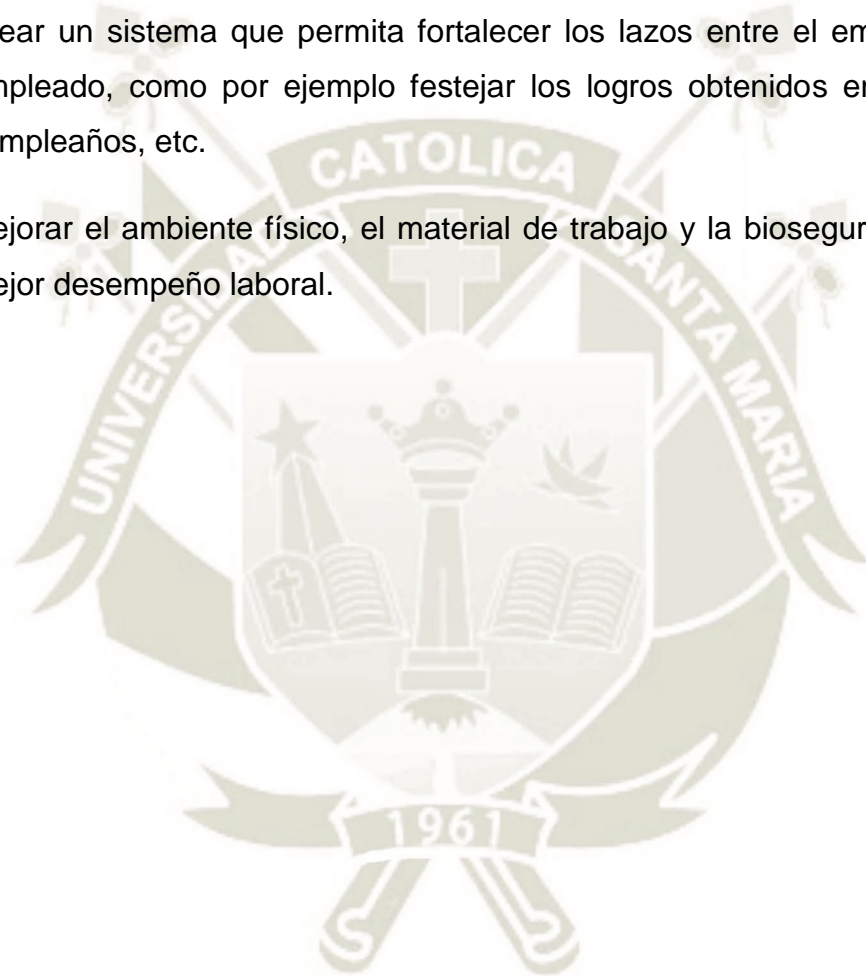 ear un sistema que permita fortalecer los lazos entre el em
mpleado, como por ejemplo festejar los logros obtenidos en
mpleaños, etc.
ejorar el ambiente físico, el material de trabajo y la biosegur
ejor desempeño laboral.
UNIVERSIDAD CATOLICA SANTA MARIA
1961